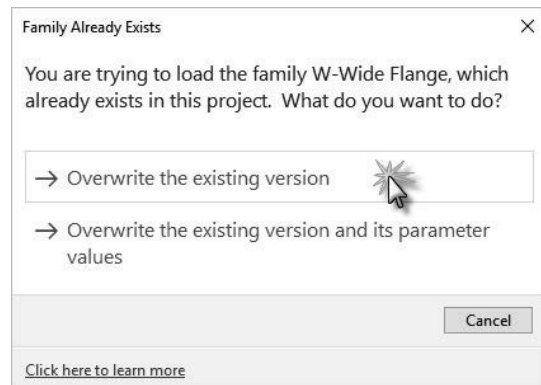 Family Already Exists
You are trying to load the family W-Wide Flange, which
already exists in this project. What do you want to do?
→ Overwrite the existing version
→ Overwrite the existing version and its parameter
values
Cancel
Click here to learn more